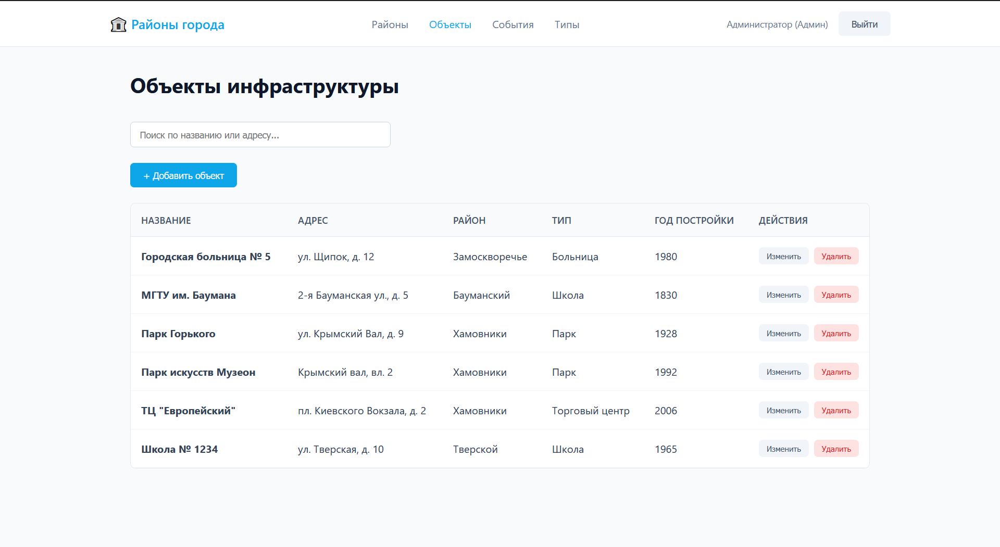 Районы города
Районы Объекты События Типы
Администратор (Админ) Выйти
Объекты инфраструктуры
Поиск по названию или адресу...
+ Добавить объект
НАЗВАНИЕ АДРЕС РАЙОН ТИП ГОД ПОСТРОЙКИ ДЕЙСТВИЯ
Городская больница № 5 ул. Щипок, д. 12 Замоскворечье Больница 1980 Изменить Удалить
МГТУ им. Баумана 2-я Бауманская ул., д. 5 Бауманский Школа 1830 Изменить Удалить
Парк Горького ул. Крымский Вал, д. 9 Хамовники Парк 1928 Изменить Удалить
Парк искусств Музеон Крымский вал, вл. 2 Хамовники Парк 1992 Изменить Удалить
ТЦ "Европейский" пл. Киевского Вокзала, д. 2 Хамовники Торговый центр 2006 Изменить Удалить
Школа № 1234 ул. Тверская, д. 10 Тверской Школа 1965 Изменить Удалить